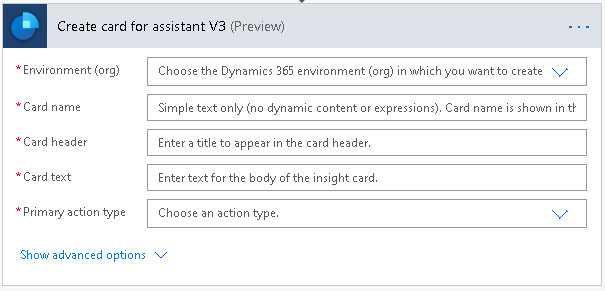 Create card for assistant V3 (Preview)
*Environment (org) Choose the Dynamics 365 environment (org) in which you want to create
*Card name Simple text only (no dynamic content or expressions). Card name is shown in th
*Card header Enter a title to appear in the card header.
*Card text Enter text for the body of the insight card.
*Primary action type Choose an action type.
Show advanced options